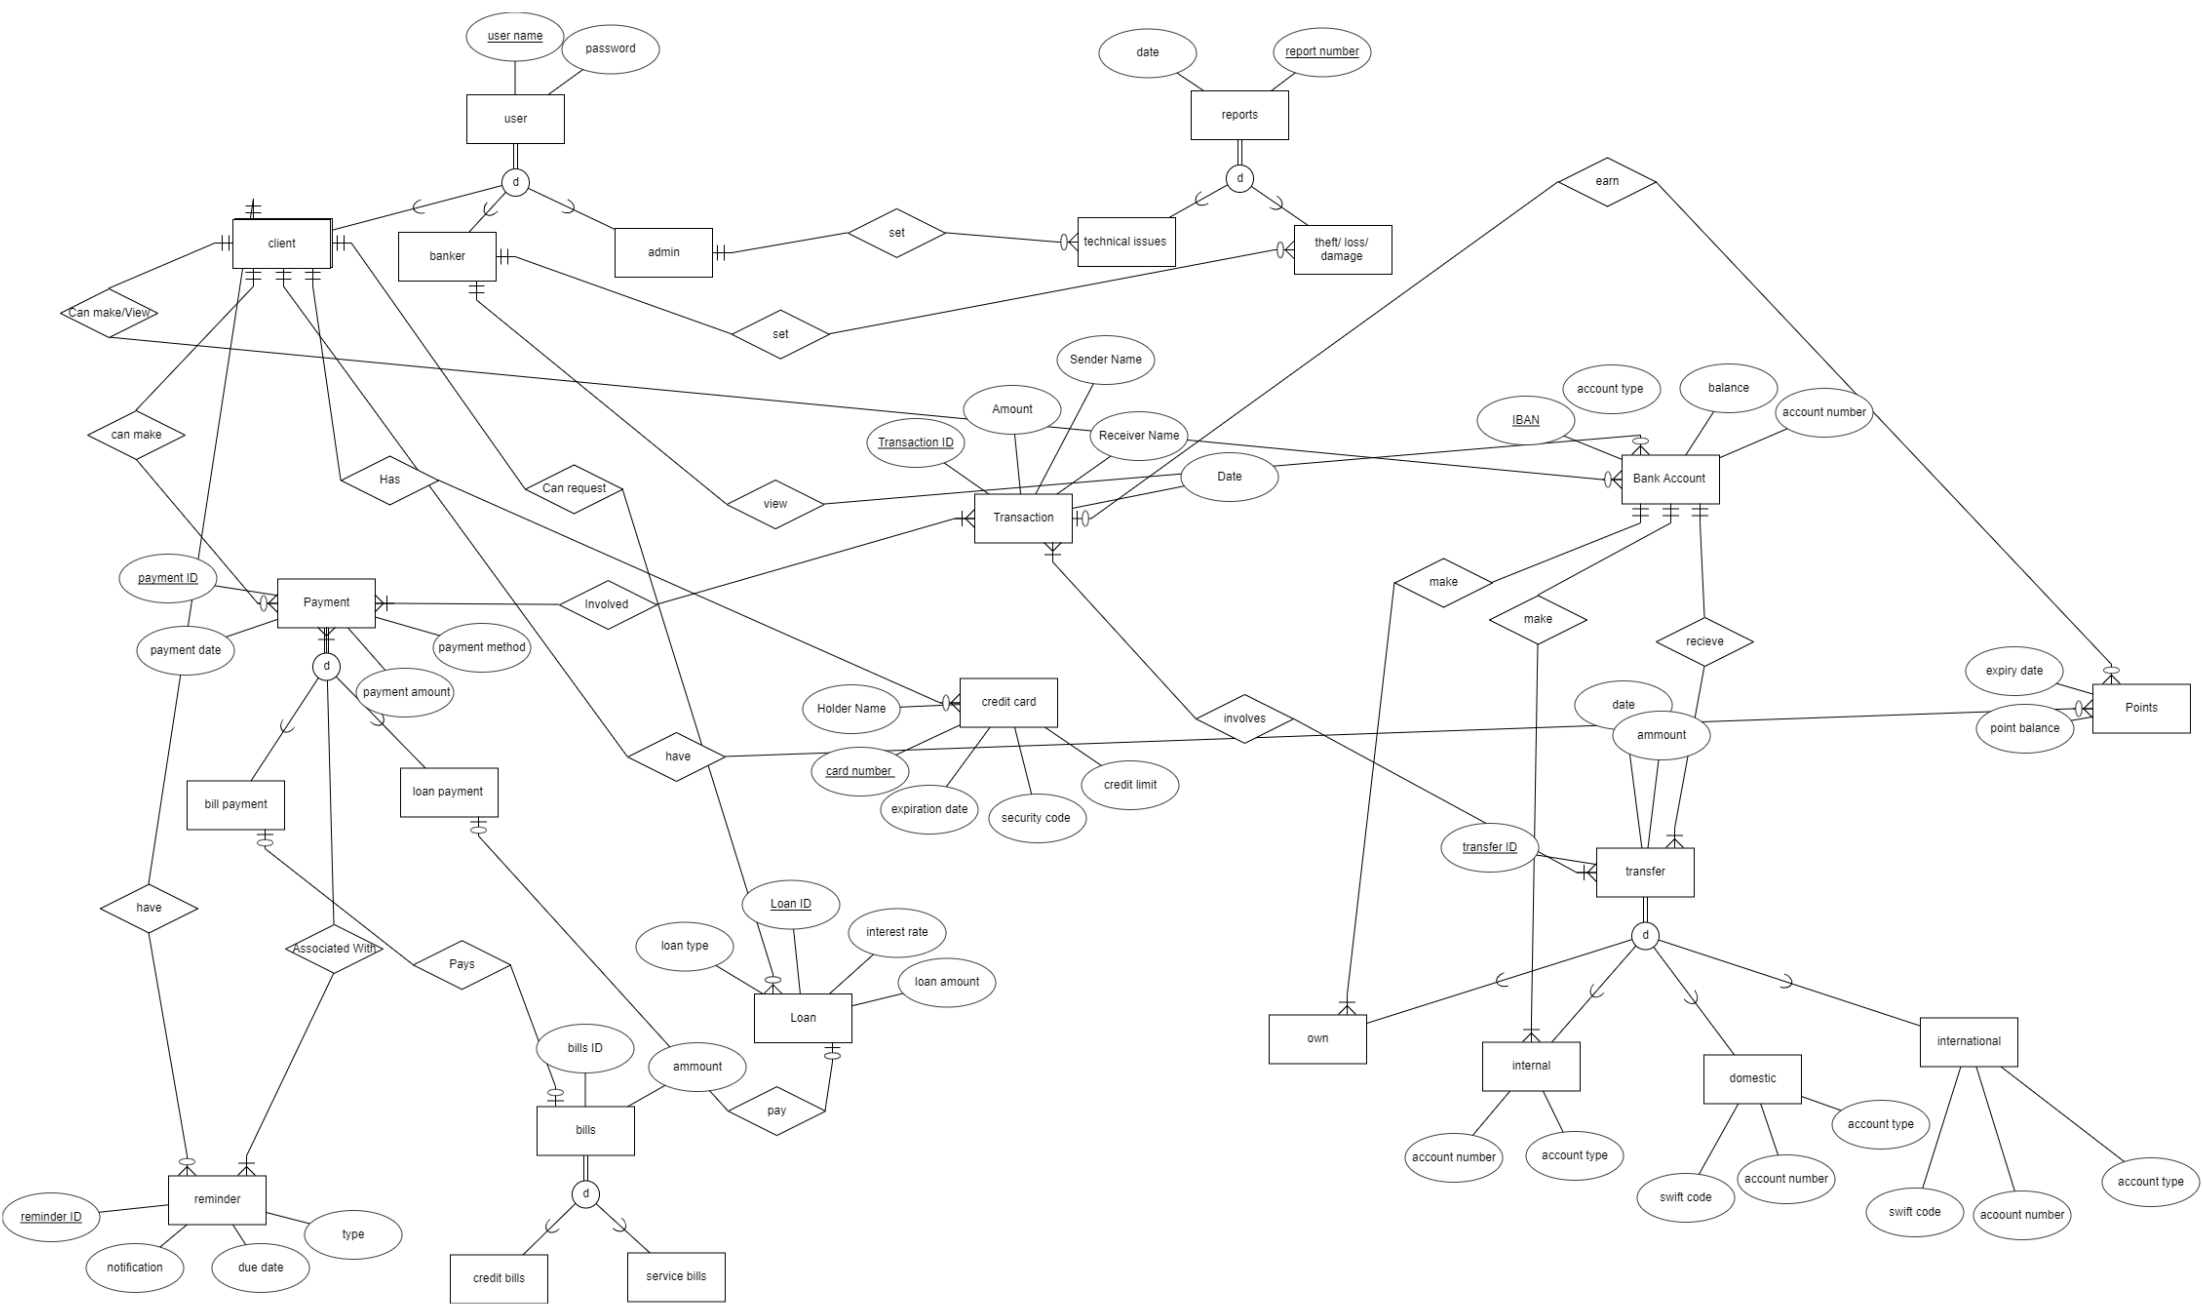 user name
password
date
report number
user
reports
d
d
earn
client
banker
admin
set
technical issues
theft/ loss/
damage
Can make/View
set
Sender Name
Amount
account type
balance
account number
IBAN
can make
Transaction ID
Receiver Name
Has
Can request
view
Date
Bank Account
Transaction
payment ID
Payment
Involved
make
make
recieve
payment date
payment method
d
payment amount
Holder Name
credit card
involves
date
ammount
expiry date
Points
point balance
have
card number
expiration date
security code
credit limit
bill payment
loan payment
transfer ID
transfer
have
Associated With
Pays
Loan ID
loan type
interest rate
loan amount
Loan
d
own
internal
domestic
international
bills ID
ammount
pay
bills
account number
account type
account type
swift code
account number
account type
swift code
acoount number
d
reminder
reminder ID
type
notification
due date
credit bills
service bills